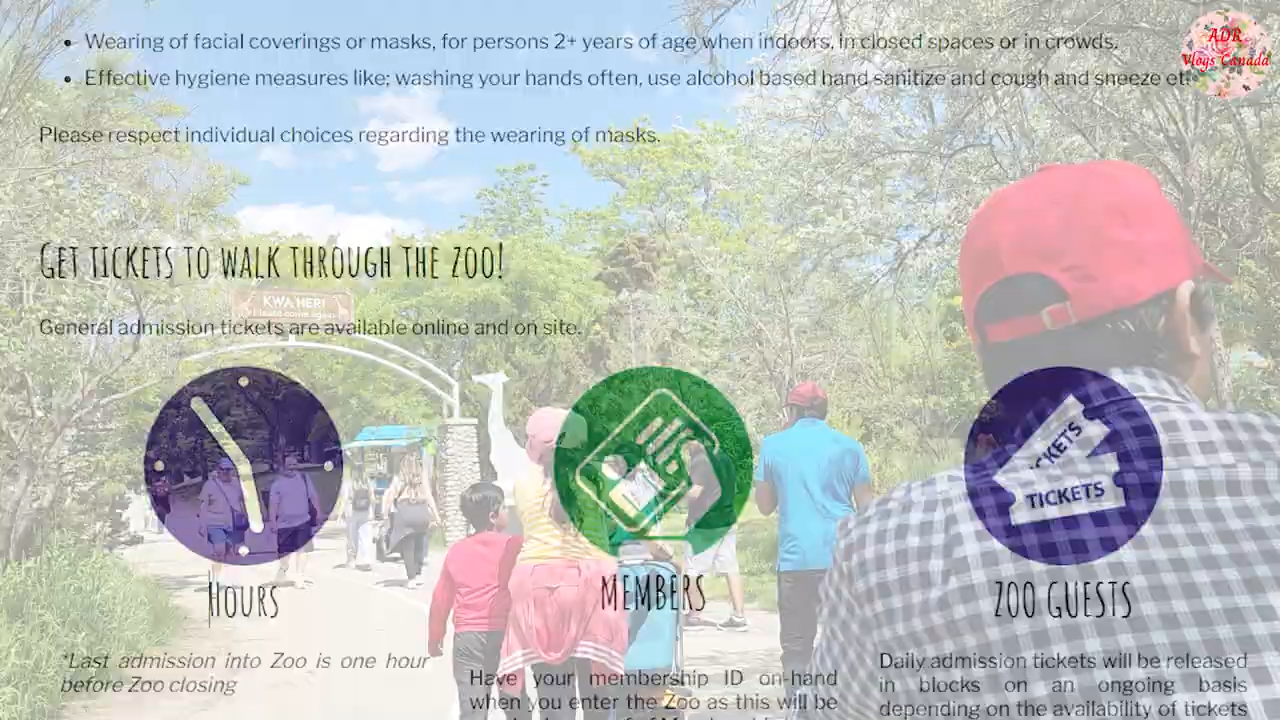 Wearing of facial coverings or masks, for persons 2+ years of age when indoors, in closed spaces or in crowds.
Effective hygiene measures like; washing your hands often, use alcohol based hand sanitize and cough and sneeze et
ADR
Vlogs Canada
Please respect individual choices regarding the wearing of masks.
GET TICKETS TO WALK THROUGH THE ZOO!
KWA HERI
Please come again
General admission tickets are available online and on site.
TICKETS
HOURS
MEMBERS
ZOO GUESTS
*Last admission into Zoo is one hour
before Zoo closing
Have your membership ID on-hand
when you enter the Zoo as this will be
Daily admission tickets will be released
in blocks on an ongoing basis
depending on the availability of tickets